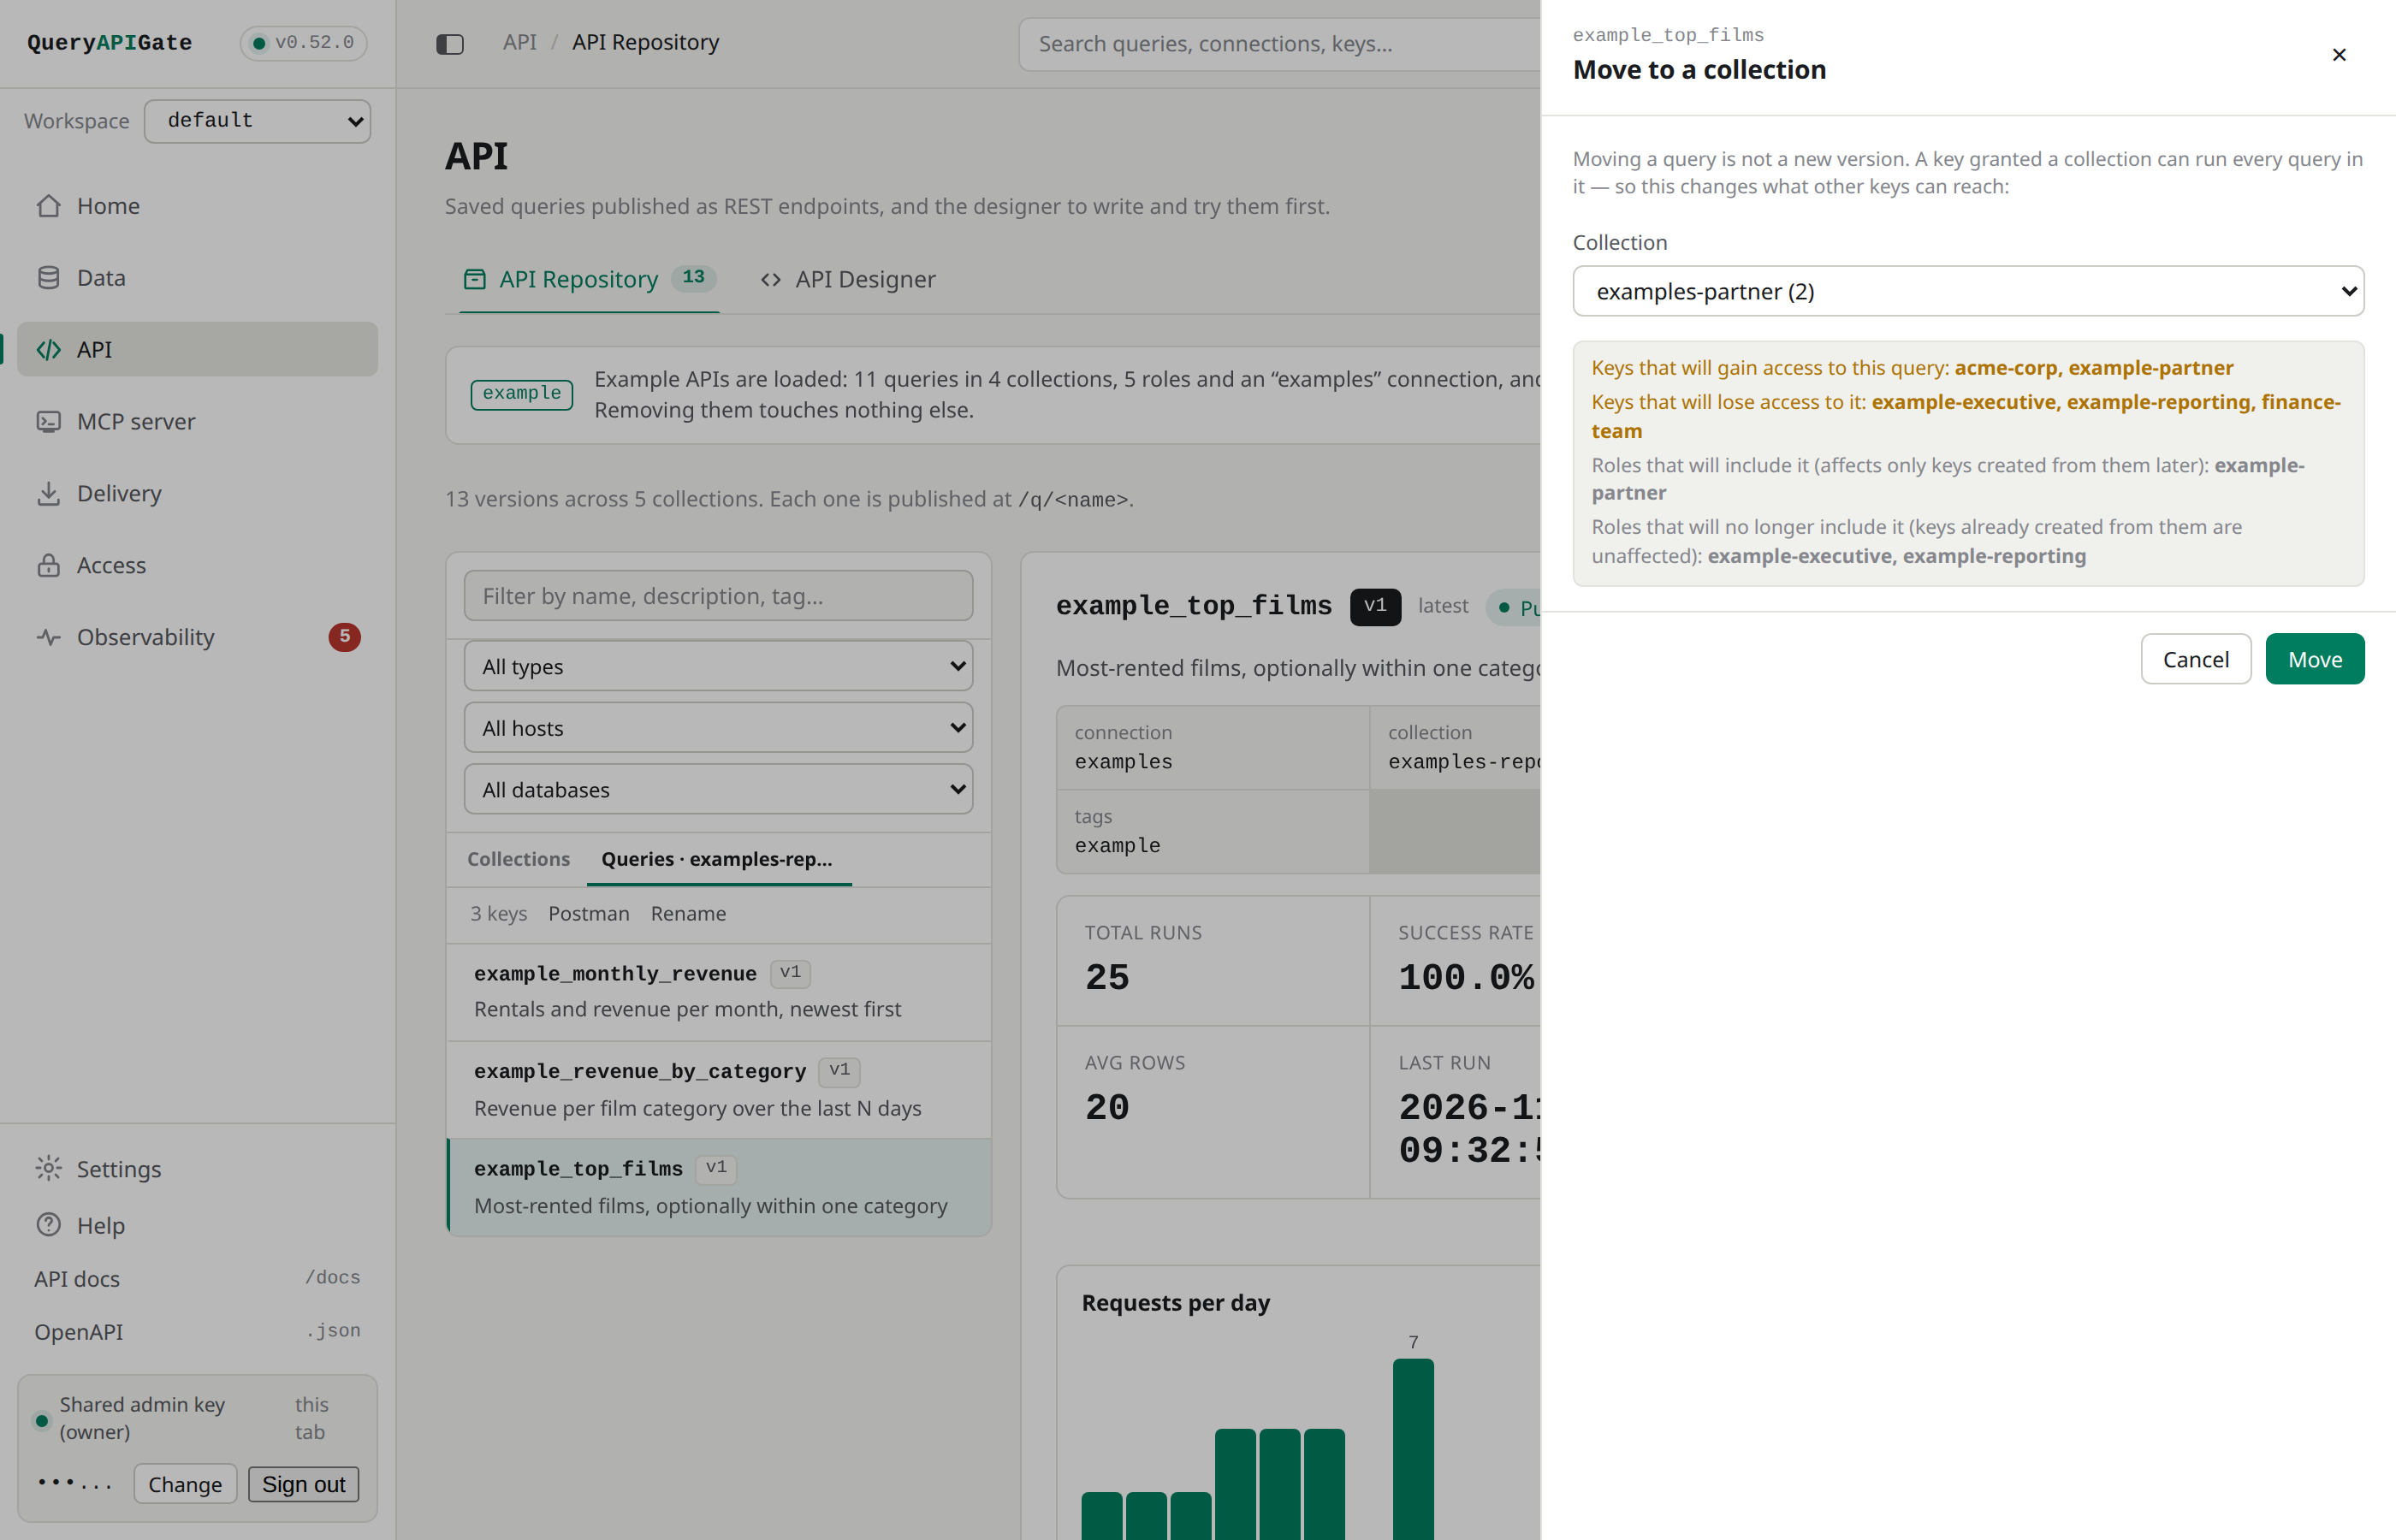 QueryAPIGate
v0.52.0
Workspace
default
Home
Data
API
MCP server
Delivery
Access
Observability
5
Settings
Help
API docs
/docs
OpenAPI
.json
Shared admin key
(owner)
this
tab
•••...
Change
Sign out
API / API Repository
Search queries, connections, keys...
API
Saved queries published as REST endpoints, and the designer to write and try them first.
API Repository
13
API Designer
example
Example APIs are loaded: 11 queries in 4 collections, 5 roles and an “examples” connection, and
Removing them touches nothing else.
13 versions across 5 collections. Each one is published at /q/<name>.
Filter by name, description, tag...
All types
All hosts
All databases
Collections
Queries · examples-rep...
3 keys
Postman
Rename
example_monthly_revenue
v1
Rentals and revenue per month, newest first
example_revenue_by_category
v1
Revenue per film category over the last N days
example_top_films
v1
Most-rented films, optionally within one category
example_top_films
v1
latest
Most-rented films, optionally within one
connection
examples
collection
tags
example
TOTAL RUNS
25
SUCCESS RATE
100.0%
AVG ROWS
20
LAST RUN
Requests per day
7
example_top_films
Move to a collection
×
Moving a query is not a new version. A key granted a collection can run every query in
it — so this changes what other keys can reach:
Collection
examples-partner (2)
Keys that will gain access to this query: acme-corp, example-partner
Keys that will lose access to it: example-executive, example-reporting, finance-
team
Roles that will include it (affects only keys created from them later): example-
partner
Roles that will no longer include it (keys already created from them are
unaffected): example-executive, example-reporting
Cancel
Move